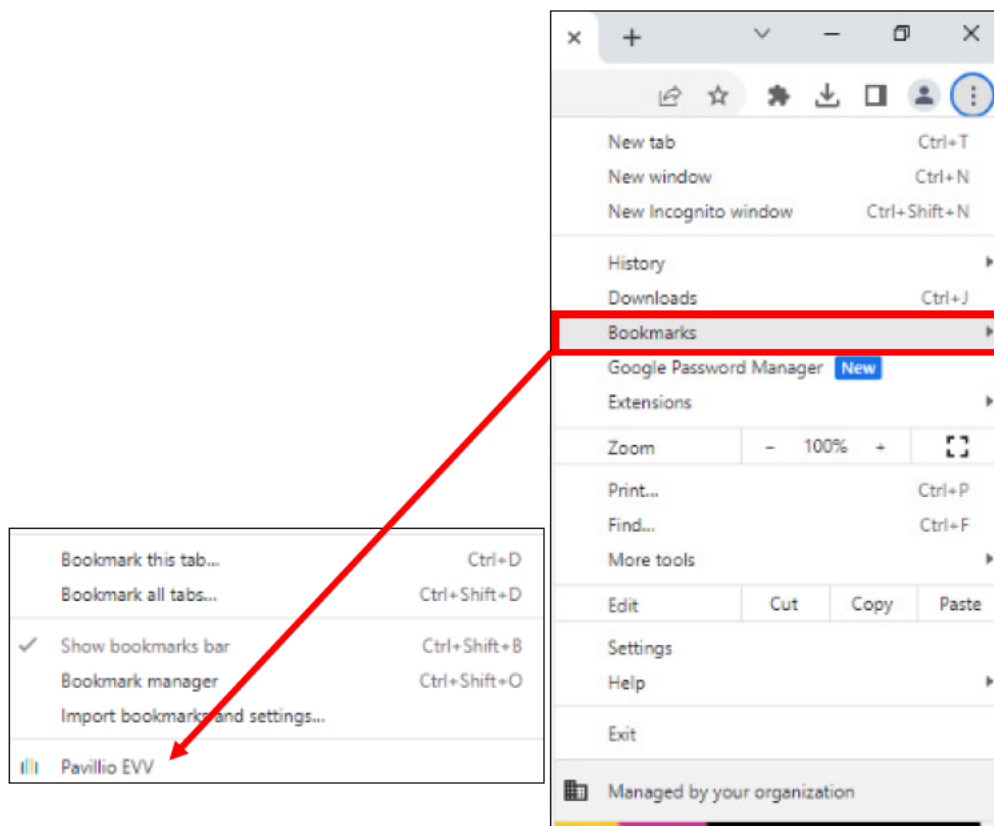 New tab Ctrl+T
New window Ctrl+N
New Incognito window Ctrl+Shift+N
History
Downloads Ctrl+J
Bookmarks
Google Password Manager New
Extensions
Zoom - 100% +
Print... Ctrl+P
Find... Ctrl+F
More tools
Edit Cut Copy Paste
Settings
Help
Exit
Managed by your organization
Bookmark this tab... Ctrl+D
Bookmark all tabs... Ctrl+Shift+D
Show bookmarks bar Ctrl+Shift+B
Bookmark manager Ctrl+Shift+O
Import bookmarks and settings...
Pavillio EVV